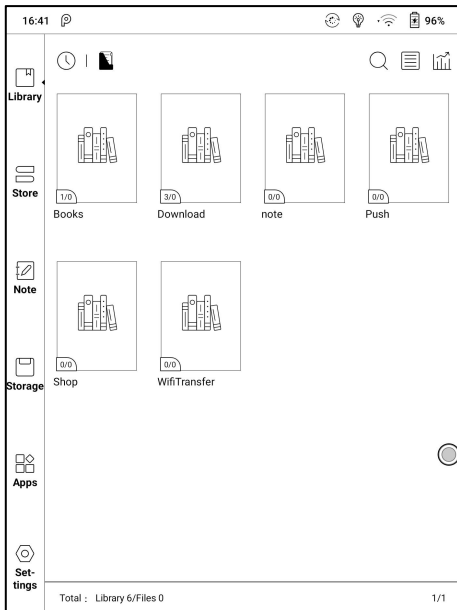 16:41
96%
Library
Store
Note
Storage
Apps
Set-
tings
1/0
Books
3/0
Download
0/0
note
0/0
Push
0/0
Shop
0/0
WifiTransfer
Total： Library 6/Files 0
1/1